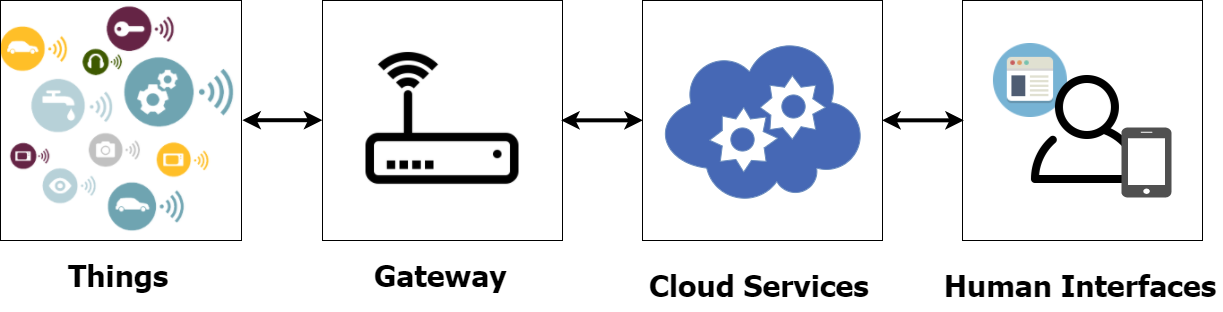 Things
Gateway
Cloud Services
Human Interfaces